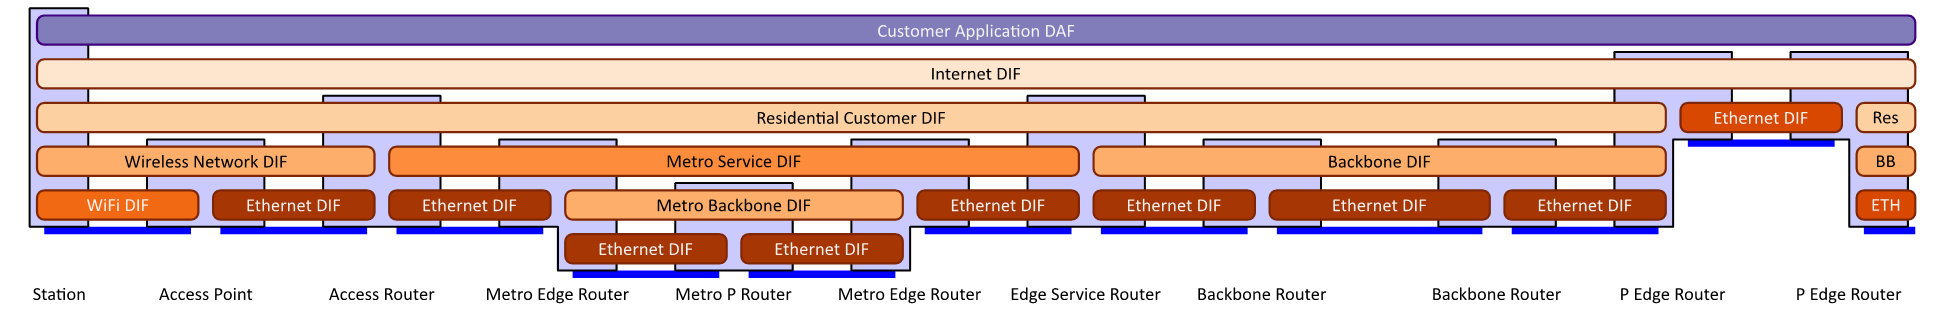 Customer Application DAF
Internet DIF
Residential Customer DIF
Ethernet DIF
Res
Wireless Network DIF
Metro Service DIF
Backbone DIF
BB
WiFi DIF
Ethernet DIF
Ethernet DIF
Metro Backbone DIF
Ethernet DIF
Ethernet DIF
Ethernet DIF
Ethernet DIF
ETH
Ethernet DIF
Ethernet DIF
Station
Access Point
Access Router
Metro Edge Router
Metro P Router
Metro Edge Router
Edge Service Router
Backbone Router
Backbone Router
P Edge Router
P Edge Router